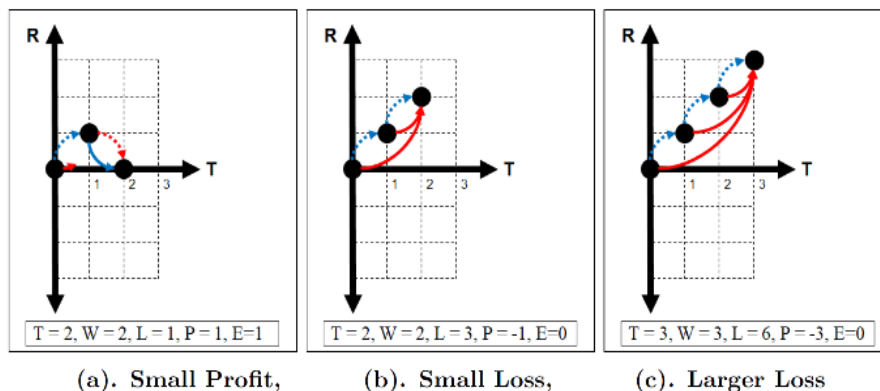 R
T
1
2
3
T = 2, W = 2, L = 1, P = 1, E=1
(a). Small Profit,
R
T
1
2
3
T = 2, W = 2, L = 3, P = -1, E=0
(b). Small Loss,
R
T
1
2
3
T = 3, W = 3, L = 6, P = -3, E=0
(c). Larger Loss